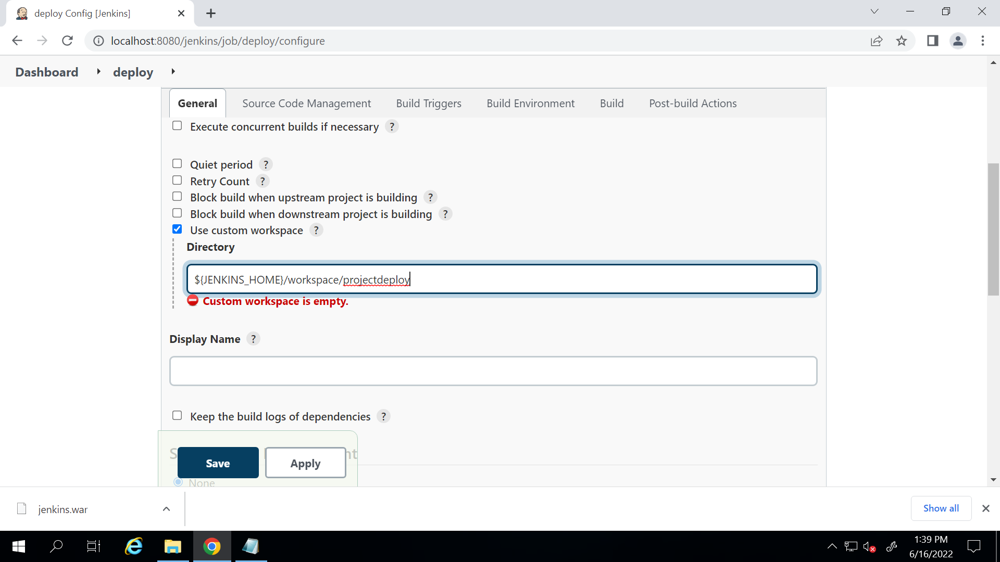 deploy Config [Jenkins]
localhost:8080/jenkins/job/deploy/configure
Dashboard deploy
General Source Code Management Build Triggers Build Environment Build Post-build Actions
Execute concurrent builds if necessary ?
Quiet period ?
Retry Count ?
Block build when upstream project is building ?
Block build when downstream project is building ?
Use custom workspace ?
Directory
${JENKINS_HOME}/workspace/projectdeploy
Custom workspace is empty.
Display Name ?
Keep the build logs of dependencies ?
Save Apply
None
jenkins.war
Show all
1:39 PM
6/16/2022